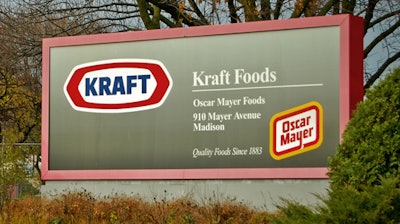 KRAFT
Kraft Foods
Oscar Mayer Foods
910 Mayer Avenue
Madison
Quality Foods Since 1883
Oscar
Mayer